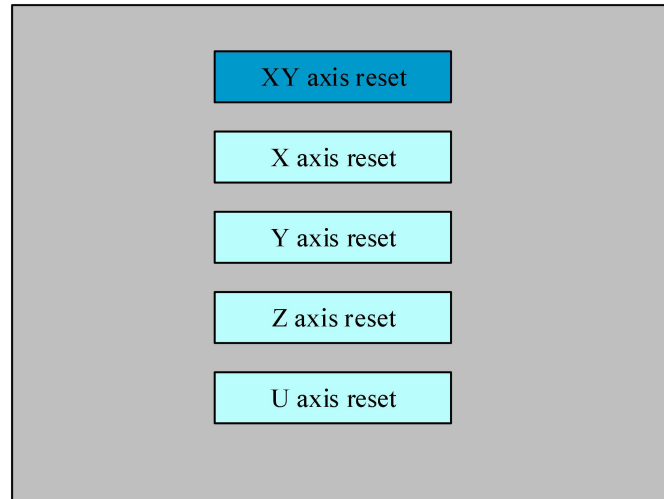 XY axis reset
X axis reset
Y axis reset
Z axis reset
U axis reset